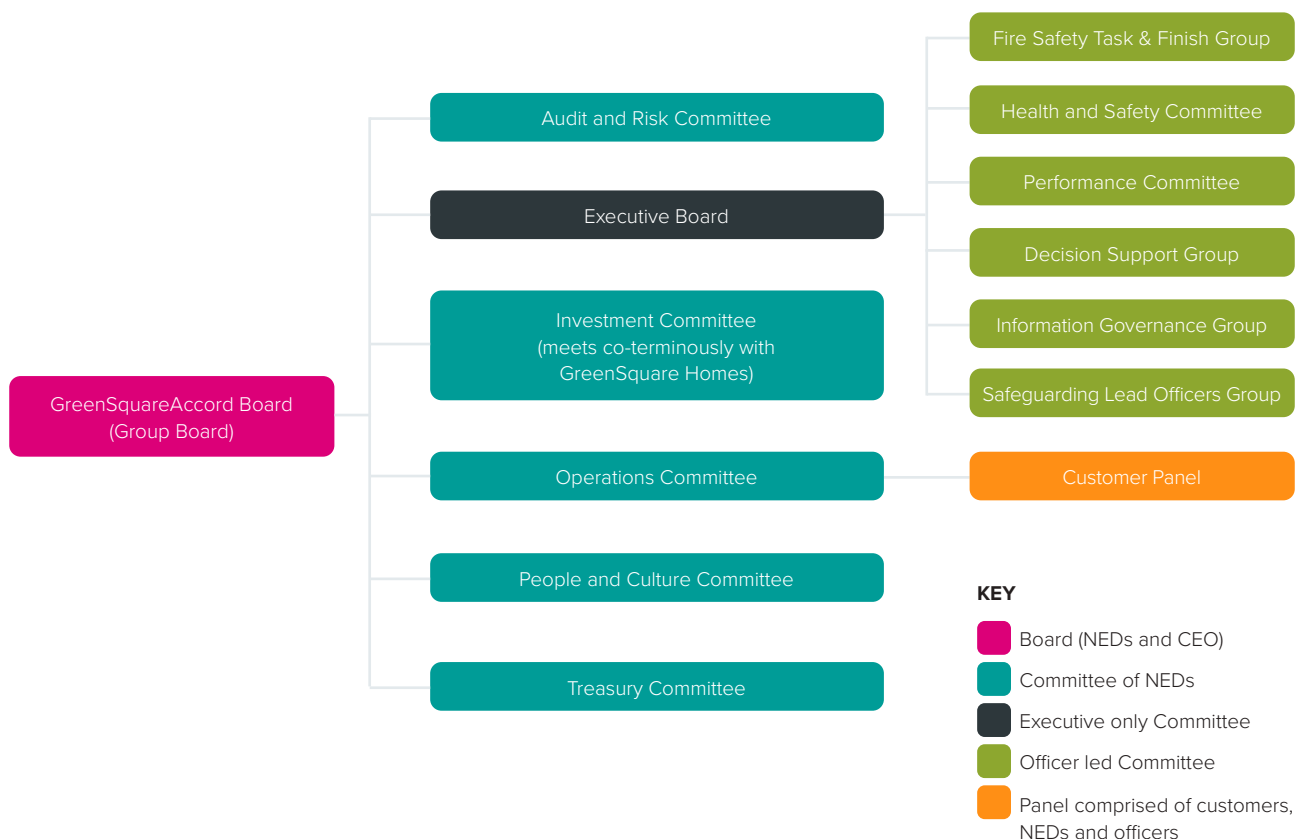 Fire Safety Task & Finish Group
Audit and Risk Committee
Health and Safety Committee
Performance Committee
Executive Board
Decision Support Group
Investment Committee
(meets co-terminously with
GreenSquare Homes)
Information Governance Group
Safeguarding Lead Officers Group
GreenSquareAccord Board
(Group Board)
Operations Committee
Customer Panel
People and Culture Committee
Treasury Committee
KEY
Board (NEDs and CEO)
Committee of NEDs
Executive only Committee
Officer led Committee
Panel comprised of customers,
NEDs and officers